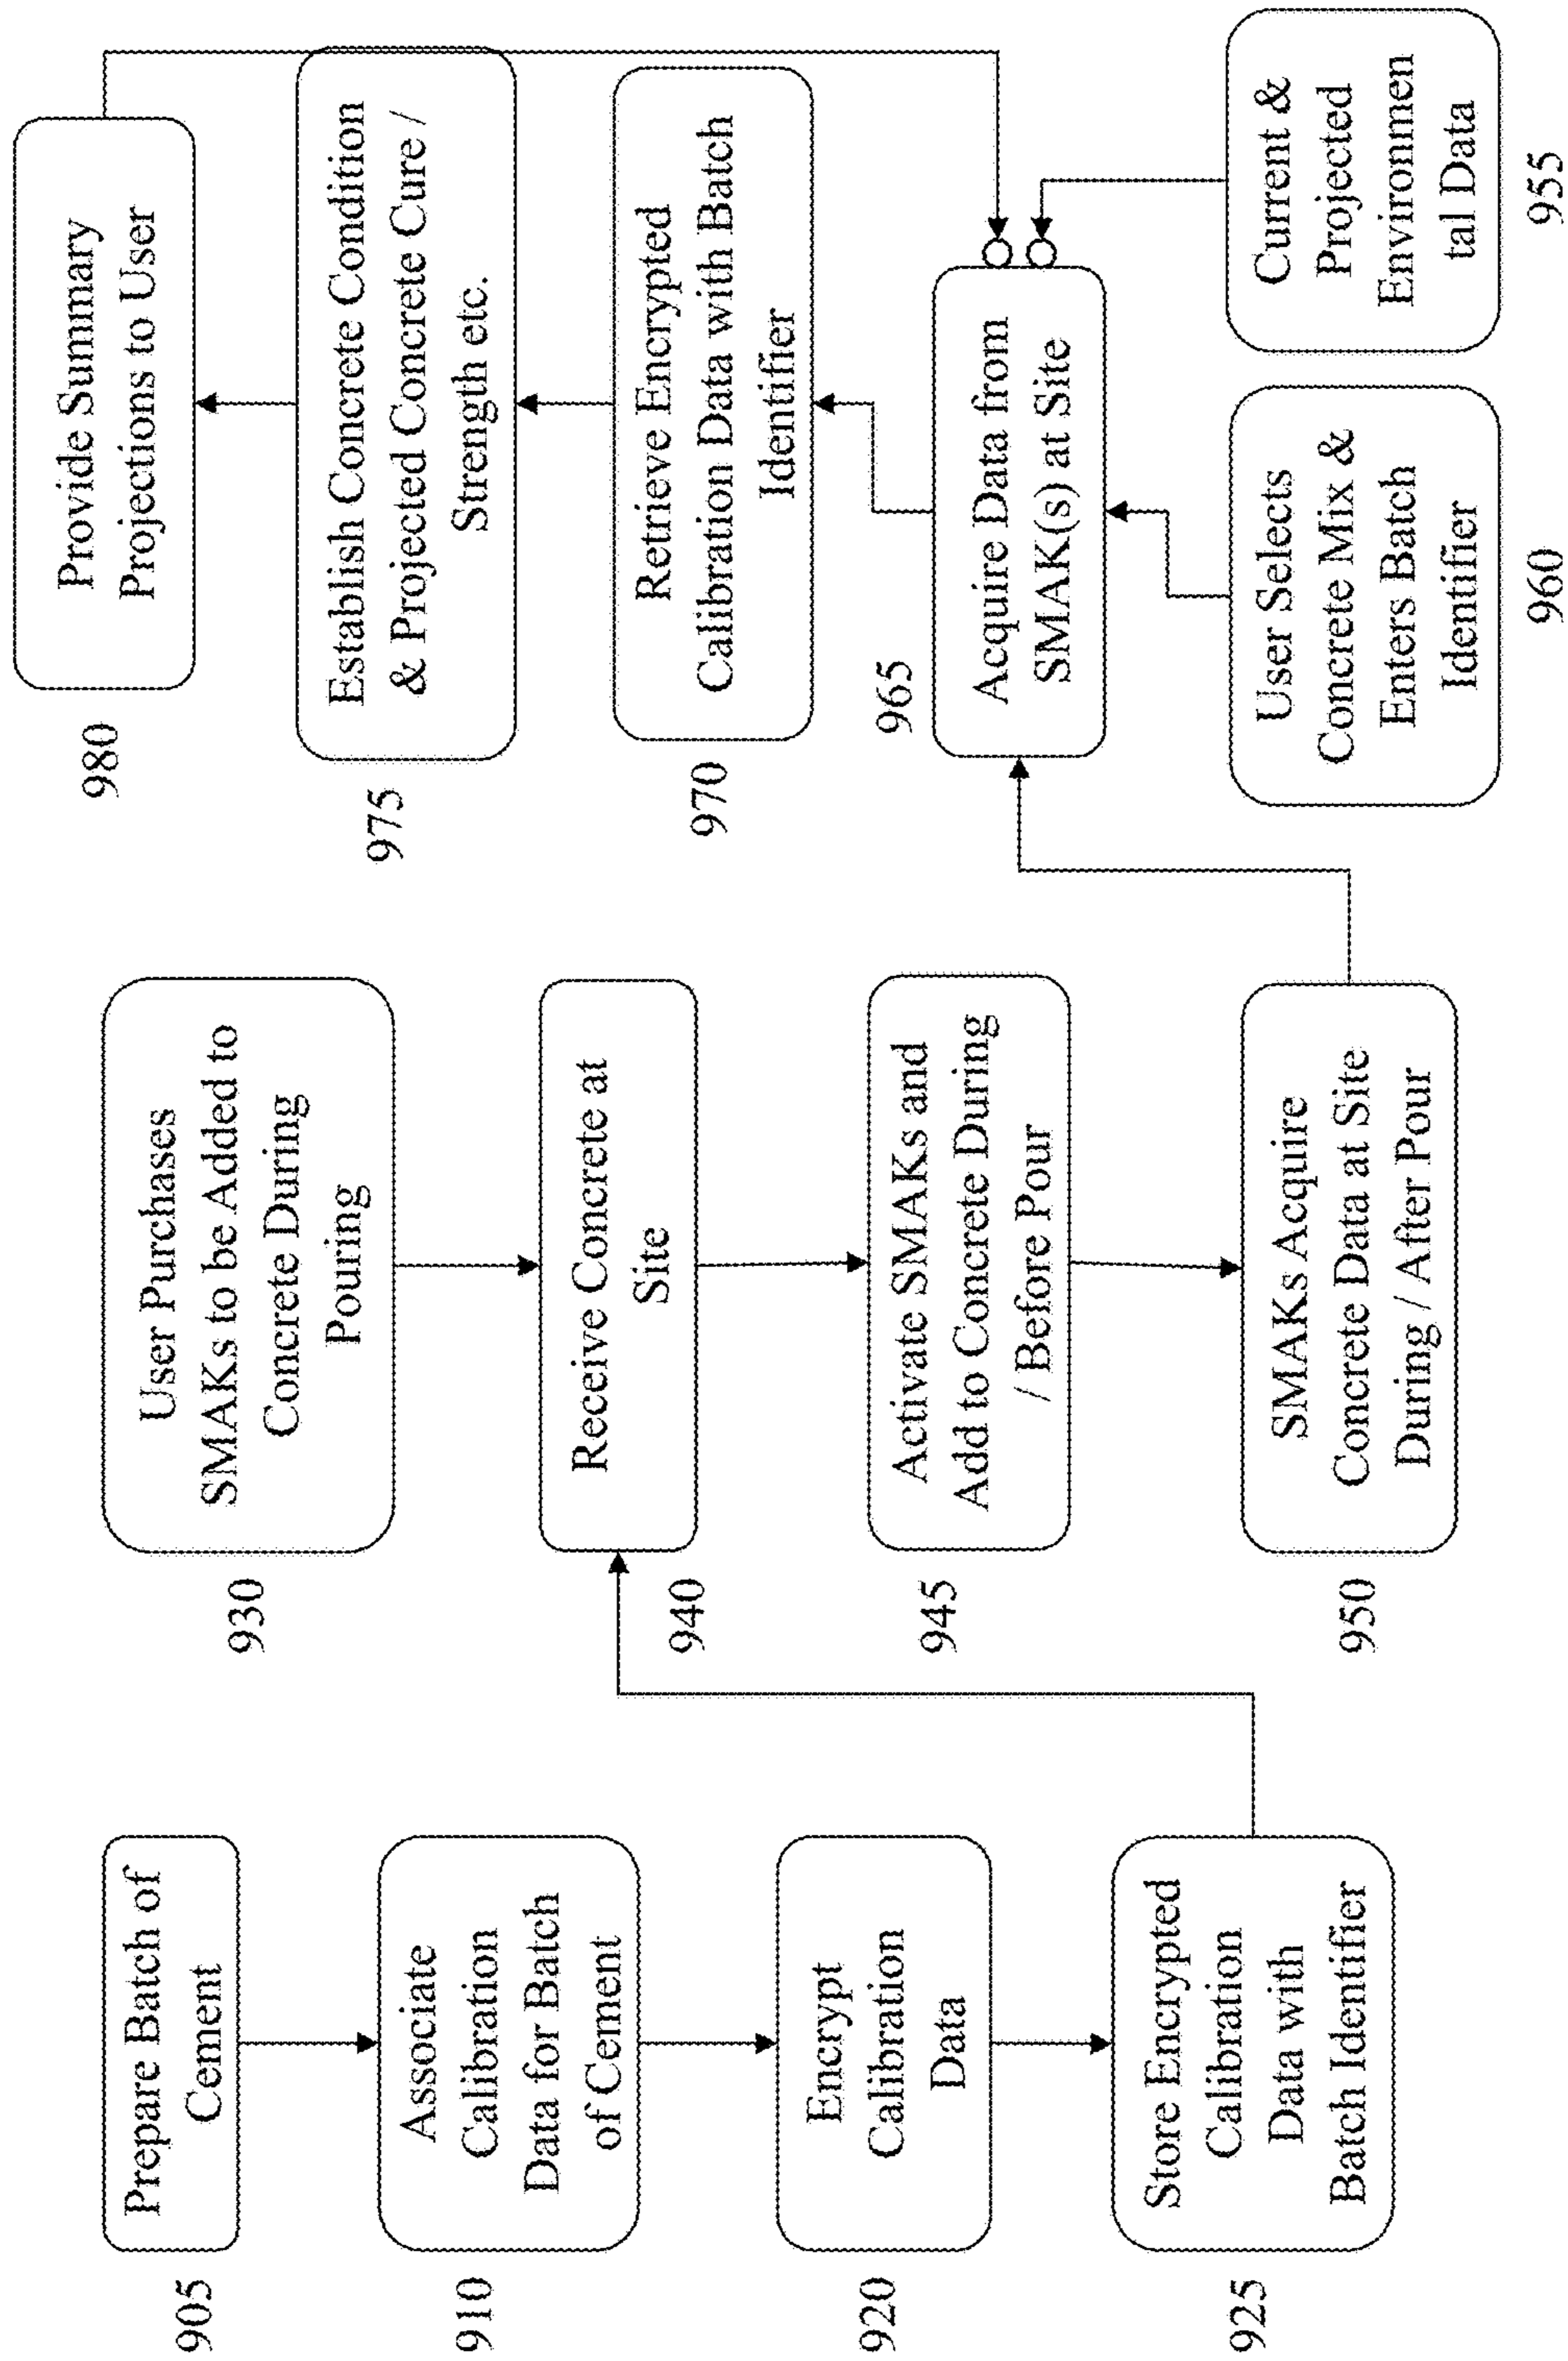 905
Prepare Batch of
Cement
910
Associate
Calibration
Data for Batch
of Cement
920
Encrypt
Calibration
Data
925
Store Encrypted
Calibration
Data with
Batch Identifier
930
User Purchases
SMAKs to be Added to
Concrete During
Pouring
940
Receive Concrete at
Site
945
Activate SMAKs and
Add to Concrete During
/ Before Pour
950
SMAKs Acquire
Concrete Data at Site
During / After Pour
980
Provide Summary
Projections to User
975
Establish Concrete Condition
& Projected Concrete Cure /
Strength etc.
970
Retrieve Encrypted
Calibration Data with Batch
Identifier
965
Acquire Data from
SMAK(s) at Site
User Selects
Concrete Mix &
Enters Batch
Identifier
960
Current &
Projected
Environmen
tal Data
955